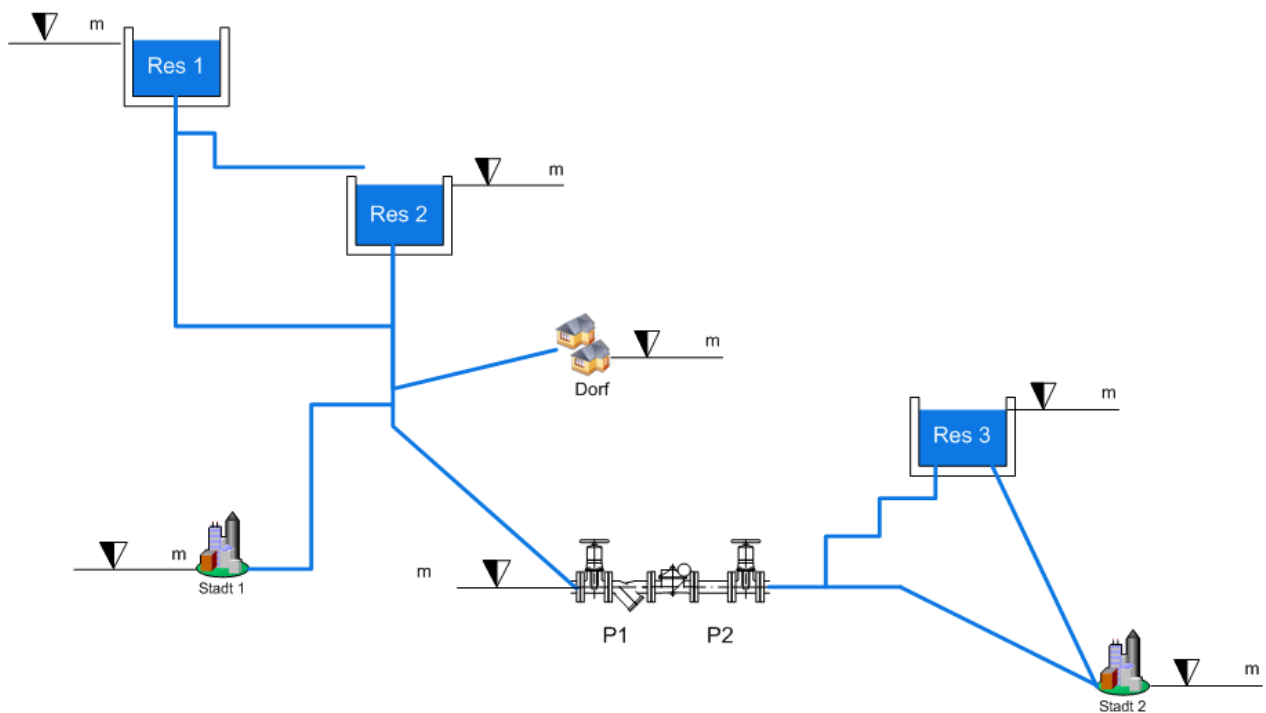 m
Res 1
m
Res 2
m
Dorf
m
Res 3
m
Stadt 1
m
P1 P2
m
Stadt 2